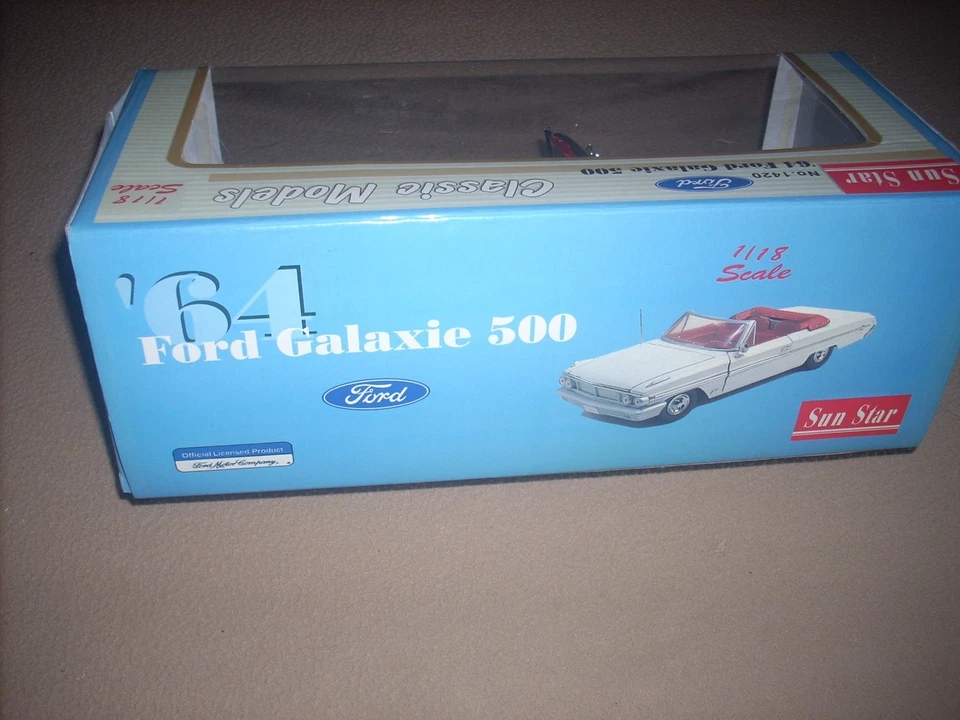 1/18
Scale
Classic Models
Ford
No.1420
'64 Ford Galaxie 500
Sun Star
1/18
Scale
'64
Ford Galaxie 500
Ford
Sun Star
Official Licensed Product
Ford Motor Company